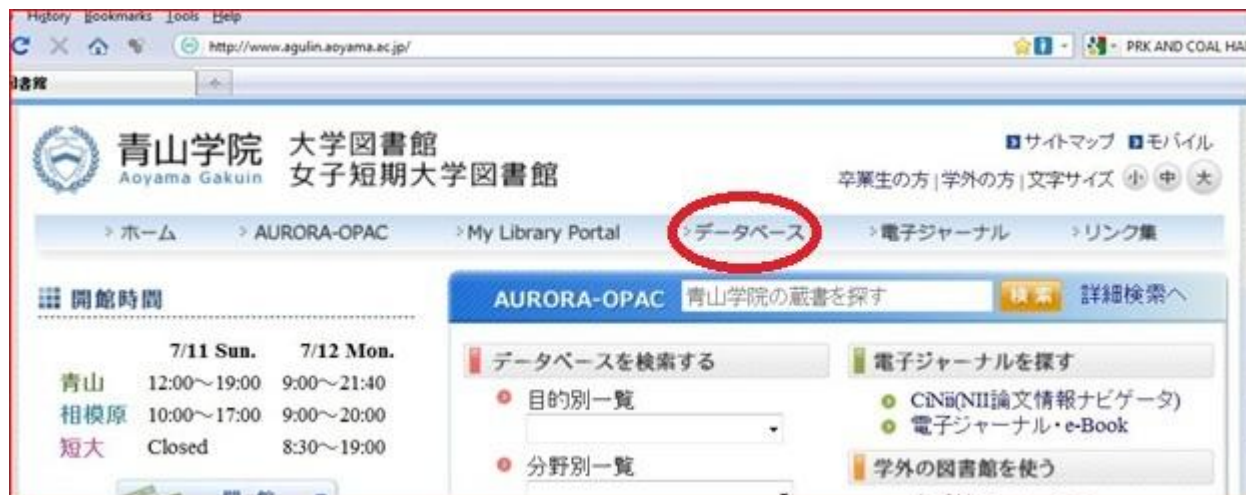 History Bookmarks Tools Help
http://www.agulin.aoyama.ac.jp/
PRK AND COAL HA
図書館
青山学院 大学図書館
Aoyama Gakuin 女子短期大学図書館
サイトマップ モバイル
卒業生の方 | 学外の方 | 文字サイズ 小 中 大
ホーム AURORA-OPAC My Library Portal データベース 電子ジャーナル リンク集
開館時間
7/11 Sun. 7/12 Mon.
青山 12:00～19:00 9:00～21:40
相模原 10:00～17:00 9:00～20:00
短大 Closed 8:30～19:00
AURORA-OPAC 青山学院の蔵書を探す 検索 詳細検索へ
データベースを検索する
目的別一覧
分野別一覧
電子ジャーナルを探す
CiNii(NII論文情報ナビゲータ)
電子ジャーナル・e-Book
学外の図書館を使う